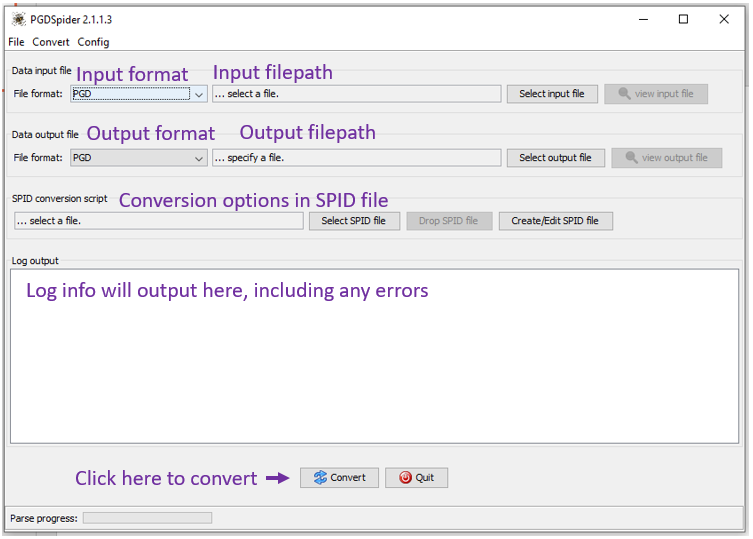 PGDSpider 2.1.1.3
File Convert Config
Data input file Input format Input filepath
File format: PGD ... select a file. Select input file view input file
Data output file Output format Output filepath
File format: PGD ... specify a file. Select output file view output file
SPID conversion script Conversion options in SPID file
... select a file. Select SPID file Drop SPID file Create/Edit SPID file
Log output
Log info will output here, including any errors
Click here to convert Convert Quit
Parse progress: